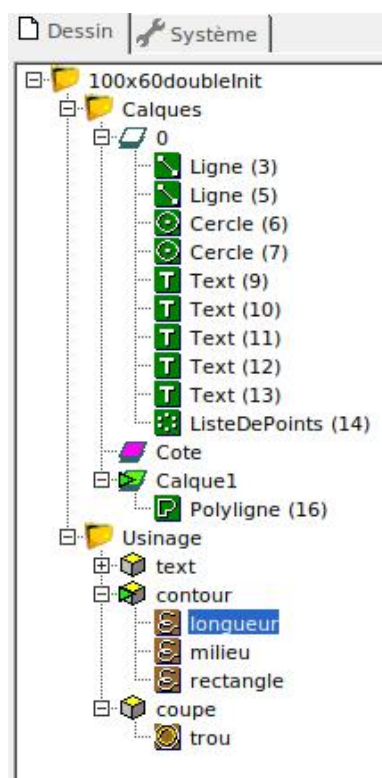 Dessin Système
100x60doubleInit
Calques
0
Ligne (3)
Ligne (5)
Cercle (6)
Cercle (7)
Text (9)
Text (10)
Text (11)
Text (12)
Text (13)
ListeDePoints (14)
Cote
Calque1
Polyligne (16)
Usinage
text
contour
longueur
milieu
rectangle
coupe
trou